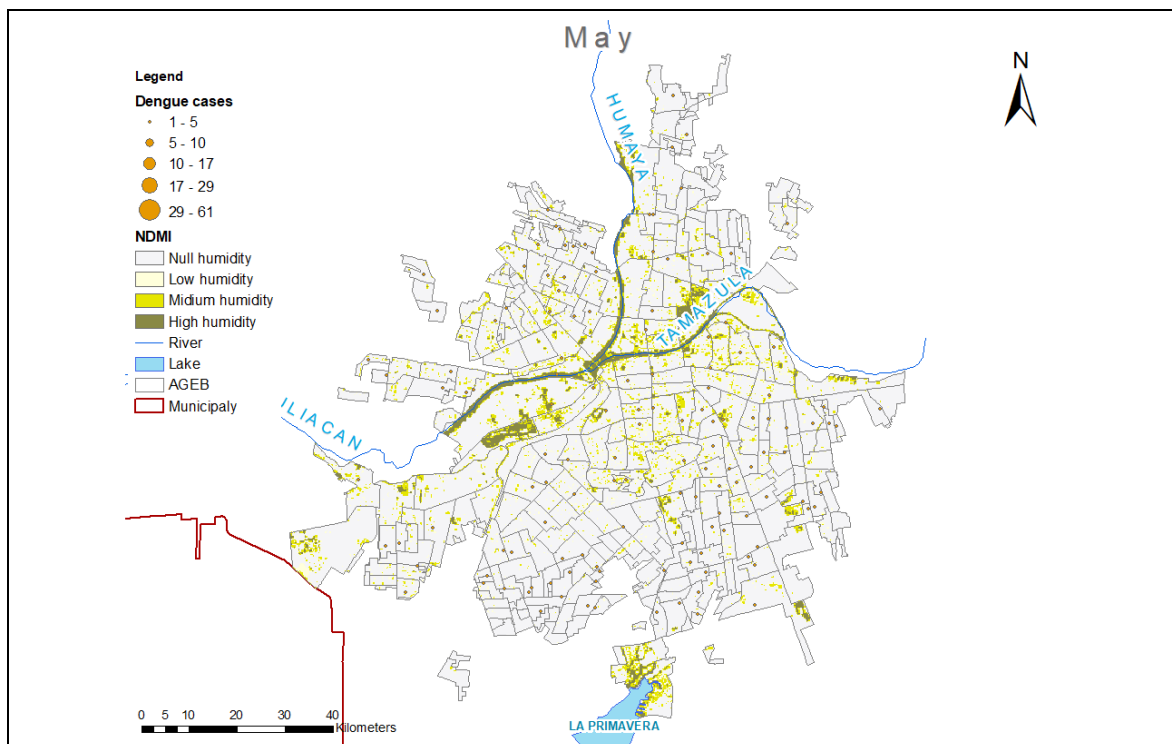 May
N
Legend
Dengue cases
1 - 5
5 - 10
10 - 17
17 - 29
29 - 61
NDMI
Null humidity
Low humidity
Midium humidity
High humidity
River
Lake
AGEB
Municipaly
HUMAYA
TAMAZULA
ILIACAN
LA PRIMAVERA
0 5 10 20 30 40
Kilometers